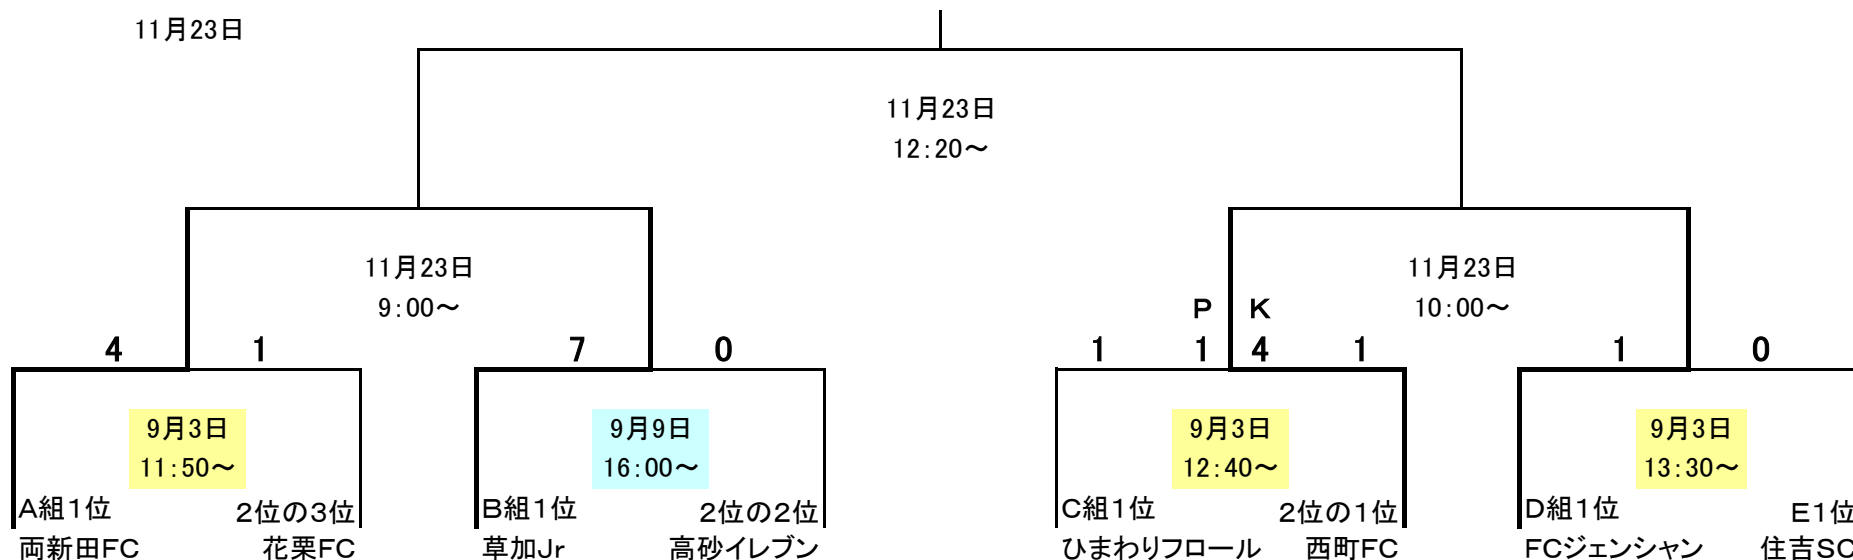 11月23日
11月23日
12:20～
11月23日
9:00～
11月23日
10:00～
P K
4 1 7 0 1 1 4 1 1 0
9月3日
11:50～
9月9日
16:00～
9月3日
12:40～
9月3日
13:30～
A組1位 2位の3位 B組1位 2位の2位 C組1位 2位の1位 D組1位 E1位
両新田FC 花栗FC 草加Jr 高砂イレブン ひまわりフロール 西町FC FCジェンシャン 住吉SC